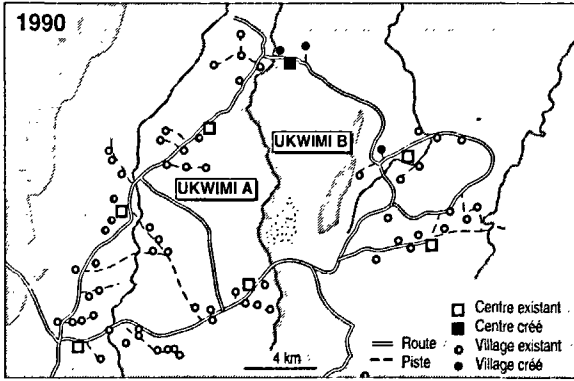 1990
UKWIMI B
UKWIMI A
Centre existant
Centre créé
Route
Village existant
Piste
Village créé
4 km